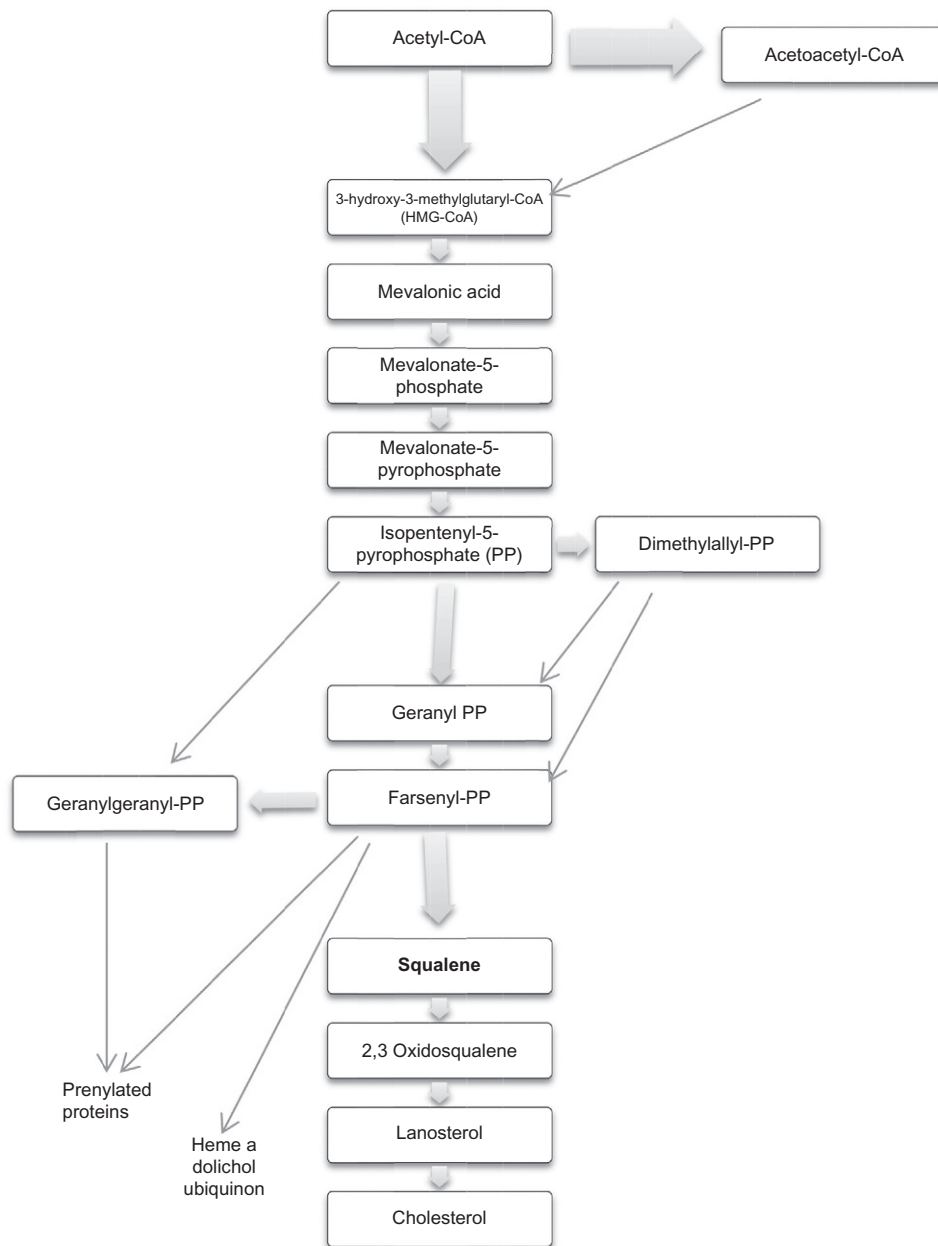 Acetyl-CoA
Acetoacetyl-CoA
3-hydroxy-3-methylglutaryl-CoA
(HMG-CoA)
Mevalonic acid
Mevalonate-5-
phosphate
Mevalonate-5-
pyrophosphate
Isopentenyl-5-
pyrophosphate (PP)
Dimethylallyl-PP
Geranyl PP
Geranylgeranyl-PP
Farsenyl-PP
Squalene
2,3 Oxidosqualene
Prenylated
proteins
Lanosterol
Heme a
dolichol
ubiquinon
Cholesterol